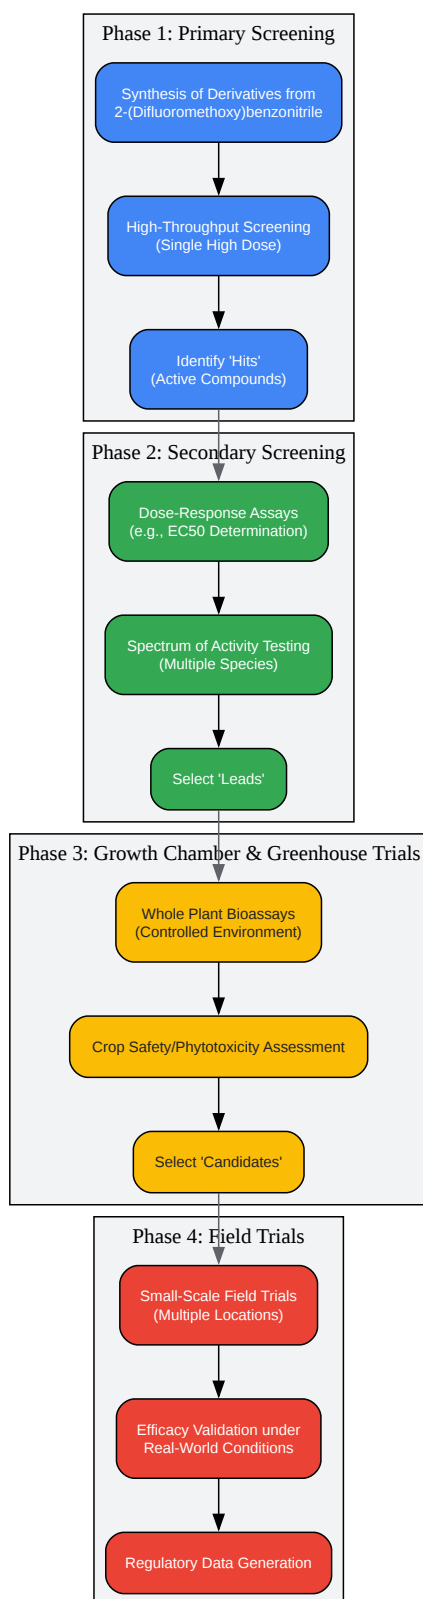 Phase 1: Primary Screening
Synthesis of Derivatives from
2-(Difluoromethoxy)benzonitrile
High-Throughput Screening
(Single High Dose)
Identify 'Hits'
(Active Compounds)
Phase 2: Secondary Screening
Dose-Response Assays
(e.g., EC50 Determination)
Spectrum of Activity Testing
(Multiple Species)
Select 'Leads'
Phase 3: Growth Chamber & Greenhouse Trials
Whole Plant Bioassays
(Controlled Environment)
Crop Safety/Phytotoxicity Assessment
Select 'Candidates'
Phase 4: Field Trials
Small-Scale Field Trials
(Multiple Locations)
Efficacy Validation under
Real-World Conditions
Regulatory Data Generation